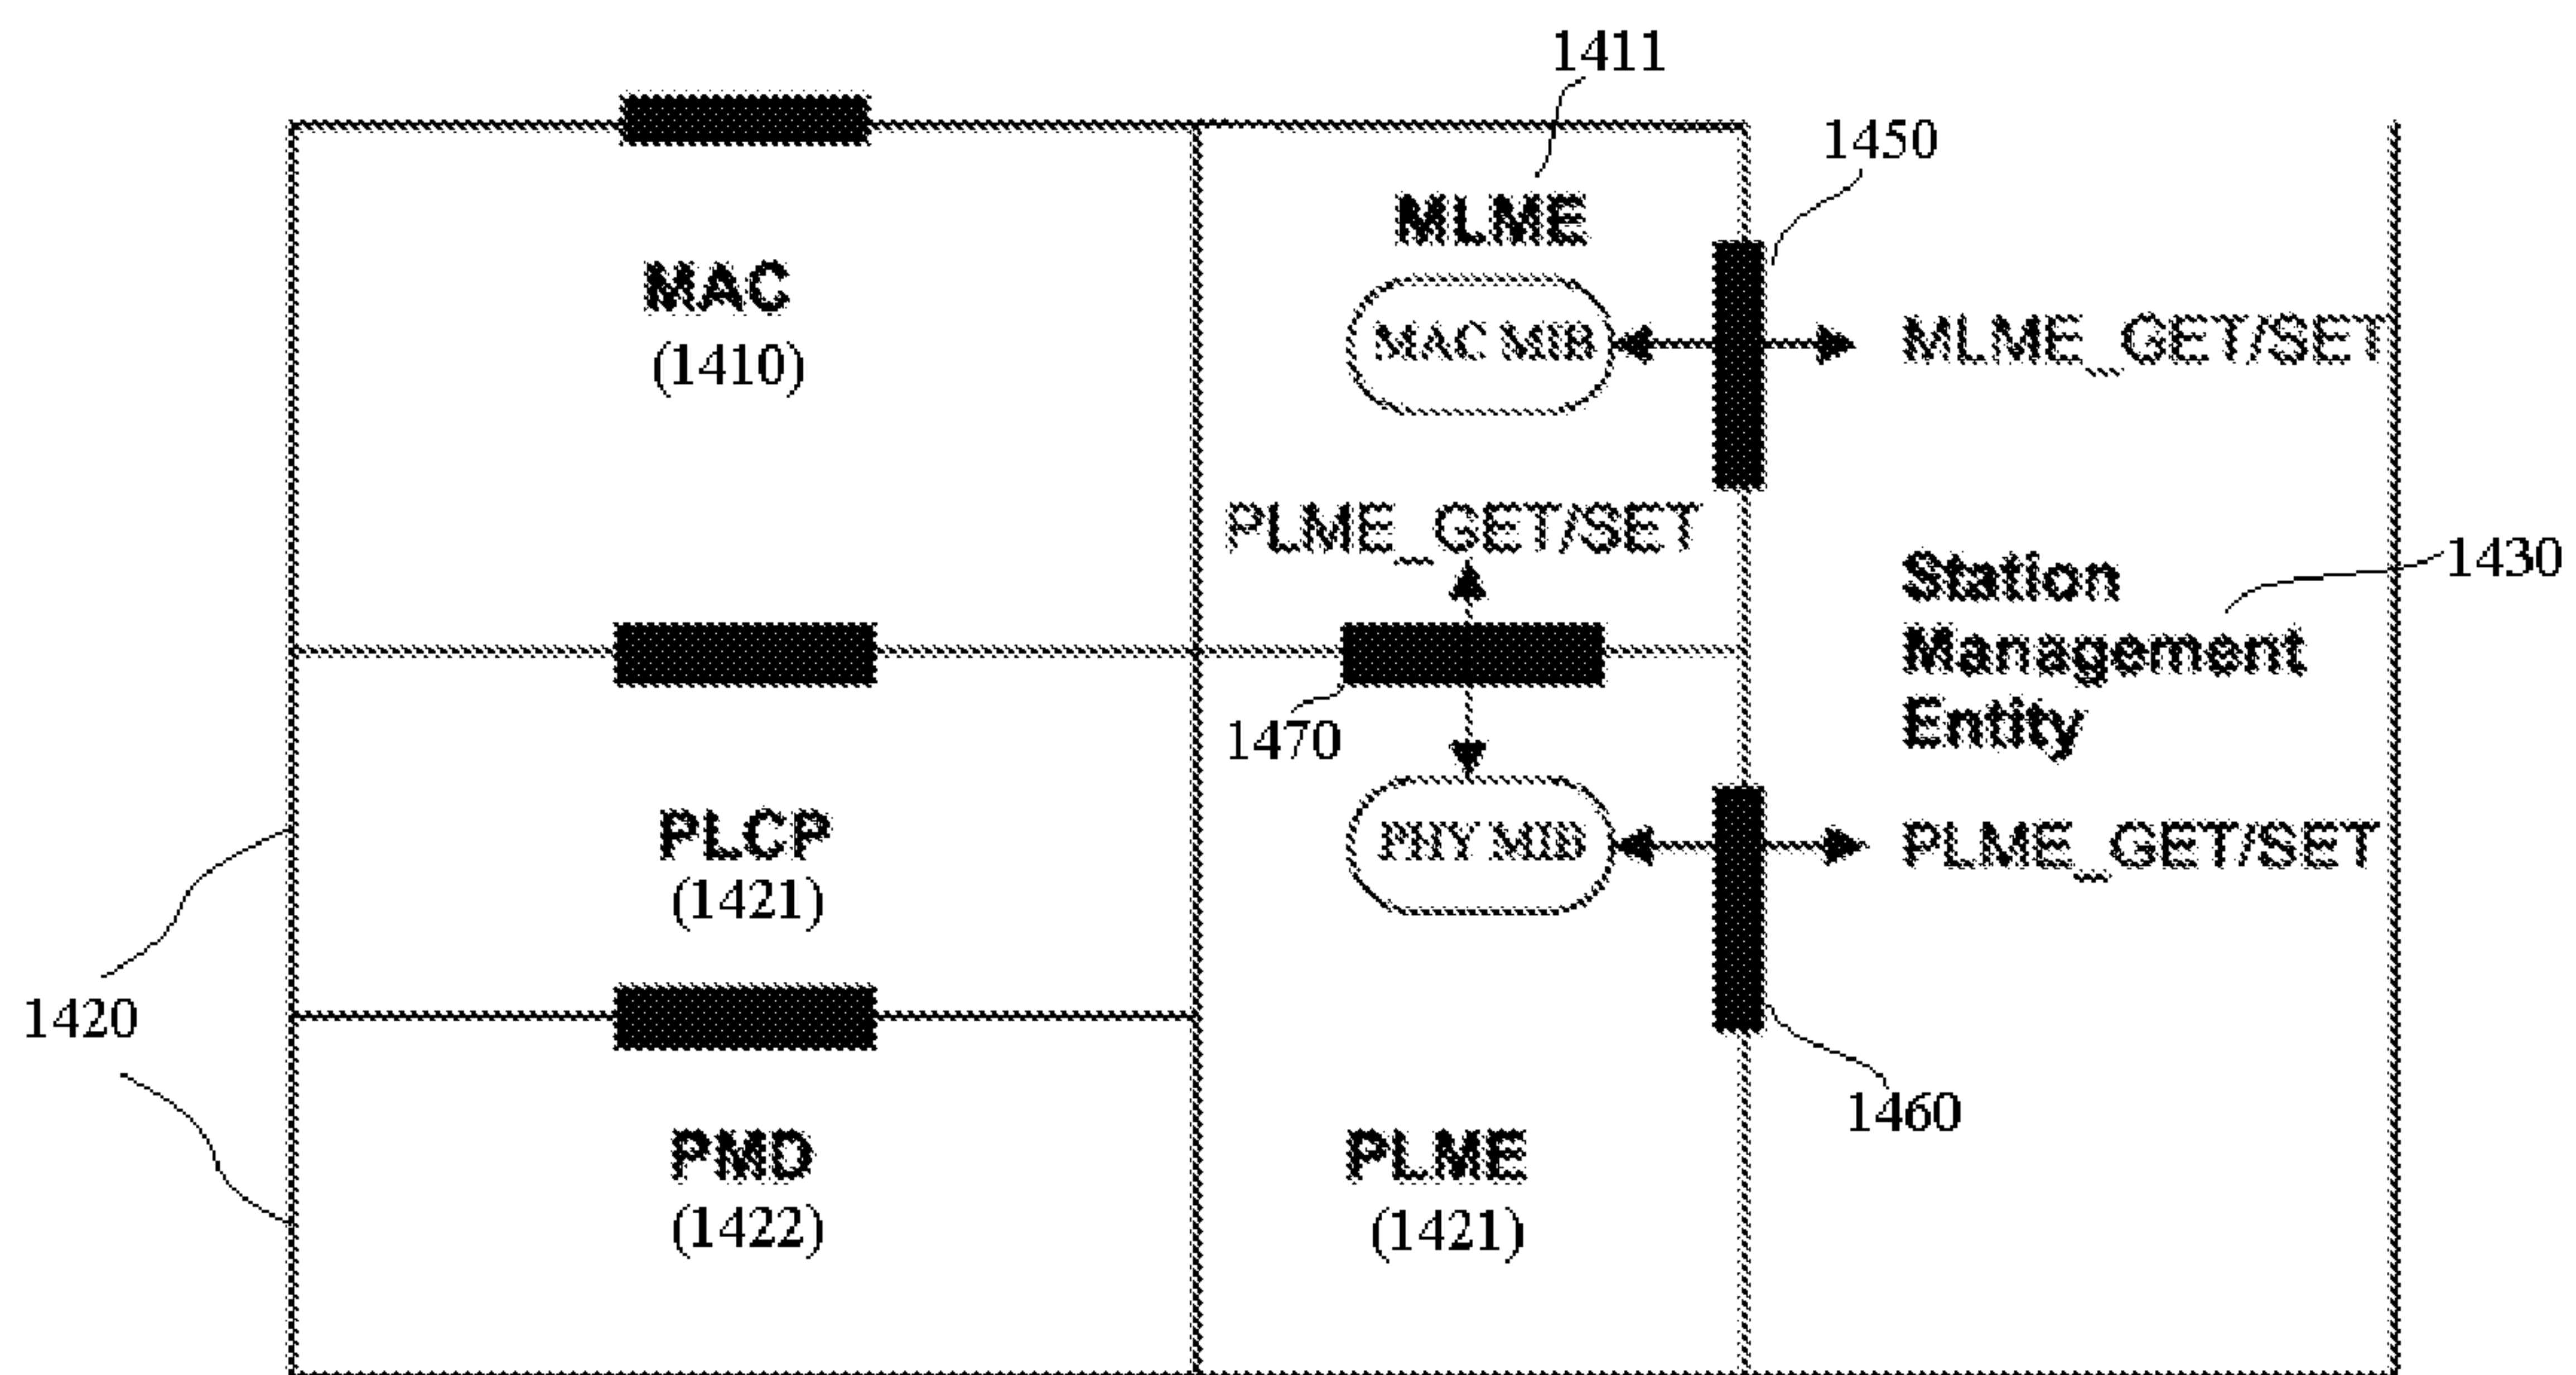 1411
1450
MLME
MAC
(1410)
MAC MIB
MLME_GET/SET
PLME_GET/SET
Station
Management
Entity
1430
1470
PLCP
(1421)
PHY MIB
PLME_GET/SET
1420
1460
PMD
(1422)
PLME
(1421)